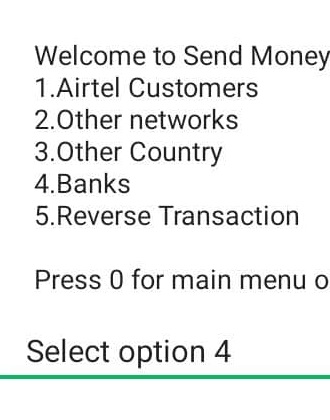 Welcome to Send Money
1.Airtel Customers
2.Other networks
3.Other Country
4.Banks
5.Reverse Transaction
Press 0 for main menu o
Select option 4